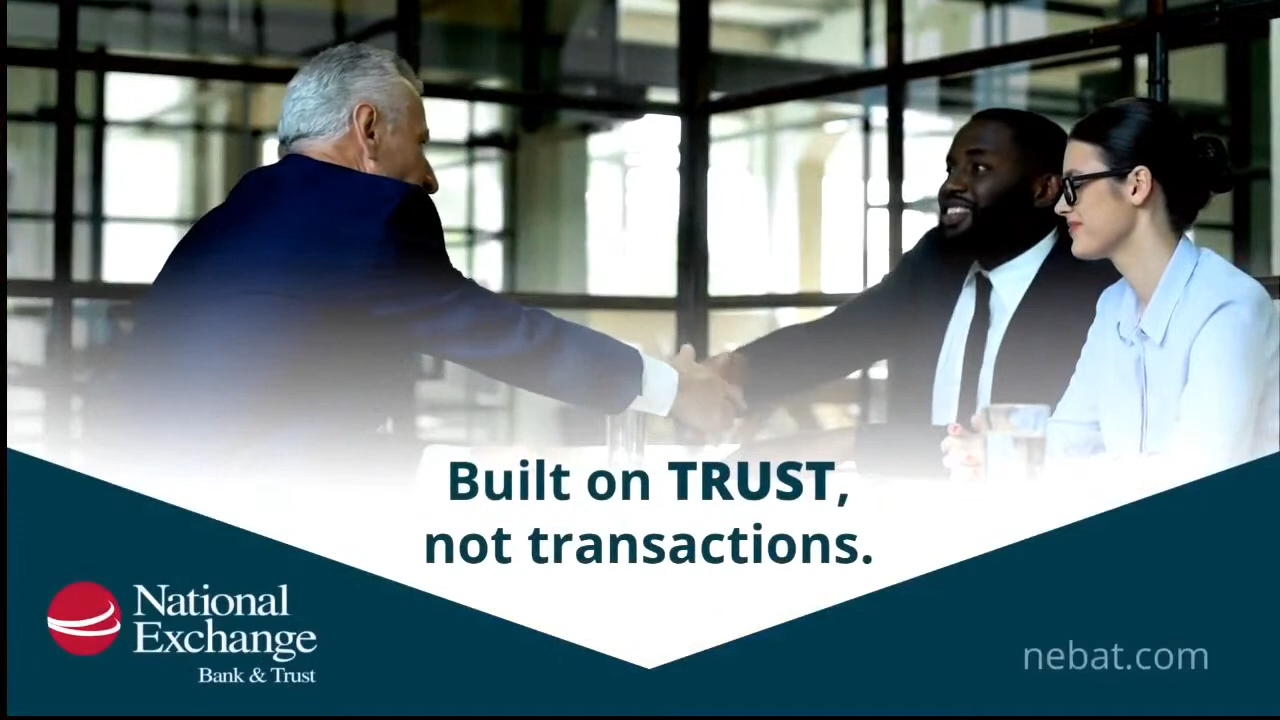 Built on TRUST,
not transactions.
National
Exchange
Bank & Trust
nebat.com